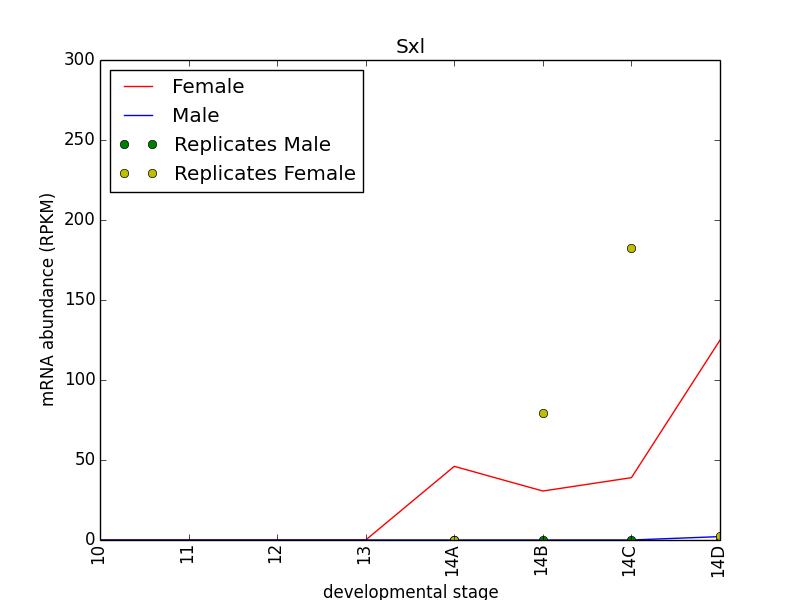 Sxl
300
250
200
150
100
50
0
mRNA abundance (RPKM)
Female
Male
Replicates Male
Replicates Female
10
11
12
13
14A
14B
14C
14D
developmental stage